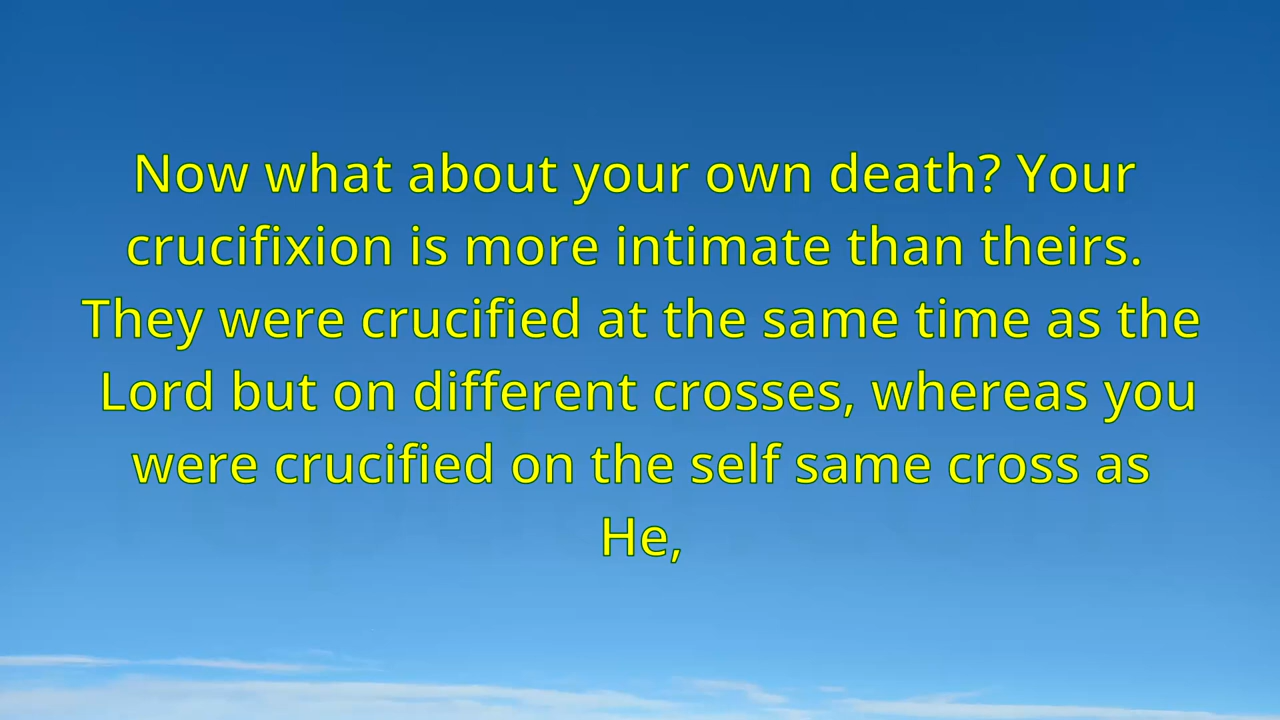 Now what about your own death? Your
crucifixion is more intimate than theirs.
They were crucified at the same time as the
Lord but on different crosses, whereas you
were crucified on the self same cross as
He,